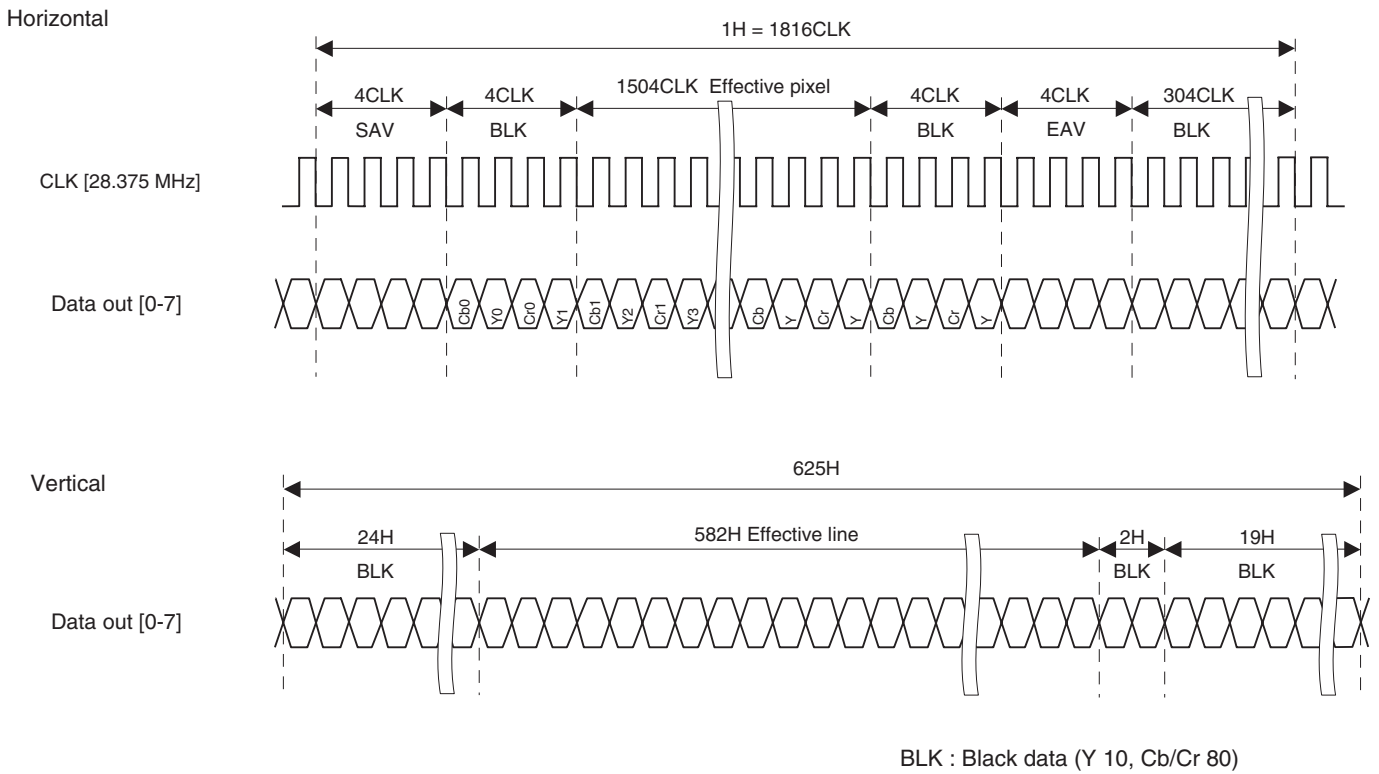 Horizontal
1H = 1816CLK
4CLK 4CLK 1504CLK Effective pixel 4CLK 4CLK 304CLK
SAV BLK BLK EAV BLK
CLK [28.375 MHz]
Data out [0-7]
Cb0 Y0 Cr0 Y1 Cb1 Y2 Cr1 Y3 Cb Y Cr Y Cb Y Cr Y
Vertical
625H
24H 582H Effective line 2H 19H
BLK BLK BLK
Data out [0-7]
BLK : Black data (Y 10, Cb/Cr 80)